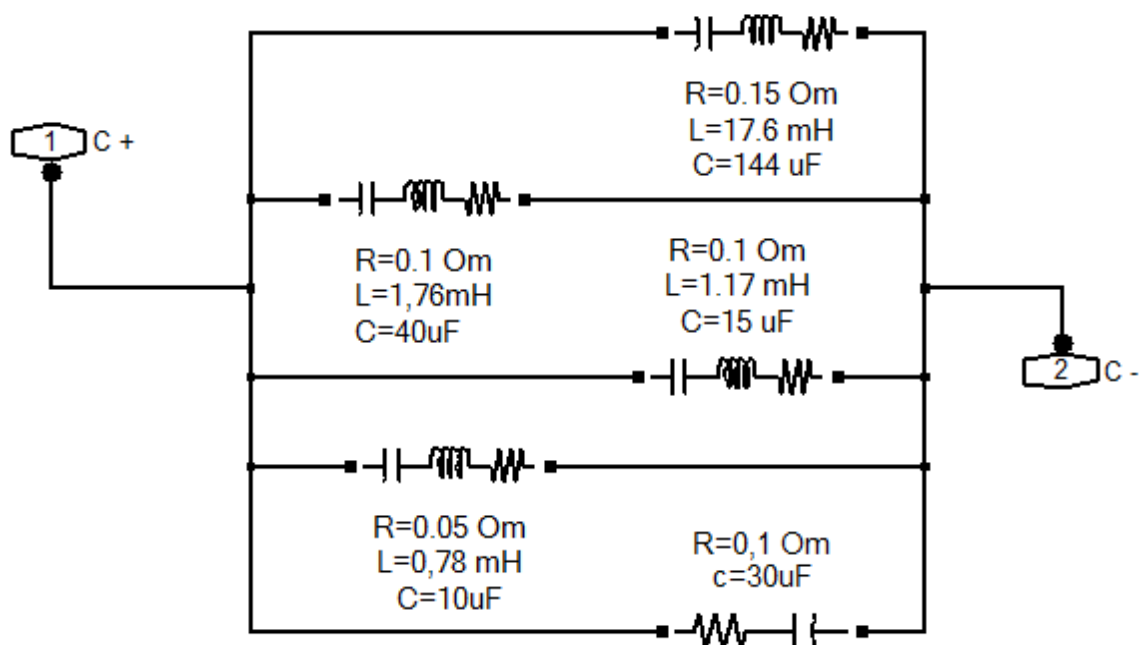 R=0.15 Om
L=17.6 mH
C=144 uF
1 C +
R=0.1 Om
L=1,76mH
C=40uF
R=0.1 Om
L=1.17 mH
C=15 uF
2 C -
R=0.05 Om
L=0,78 mH
C=10uF
R=0,1 Om
c=30uF